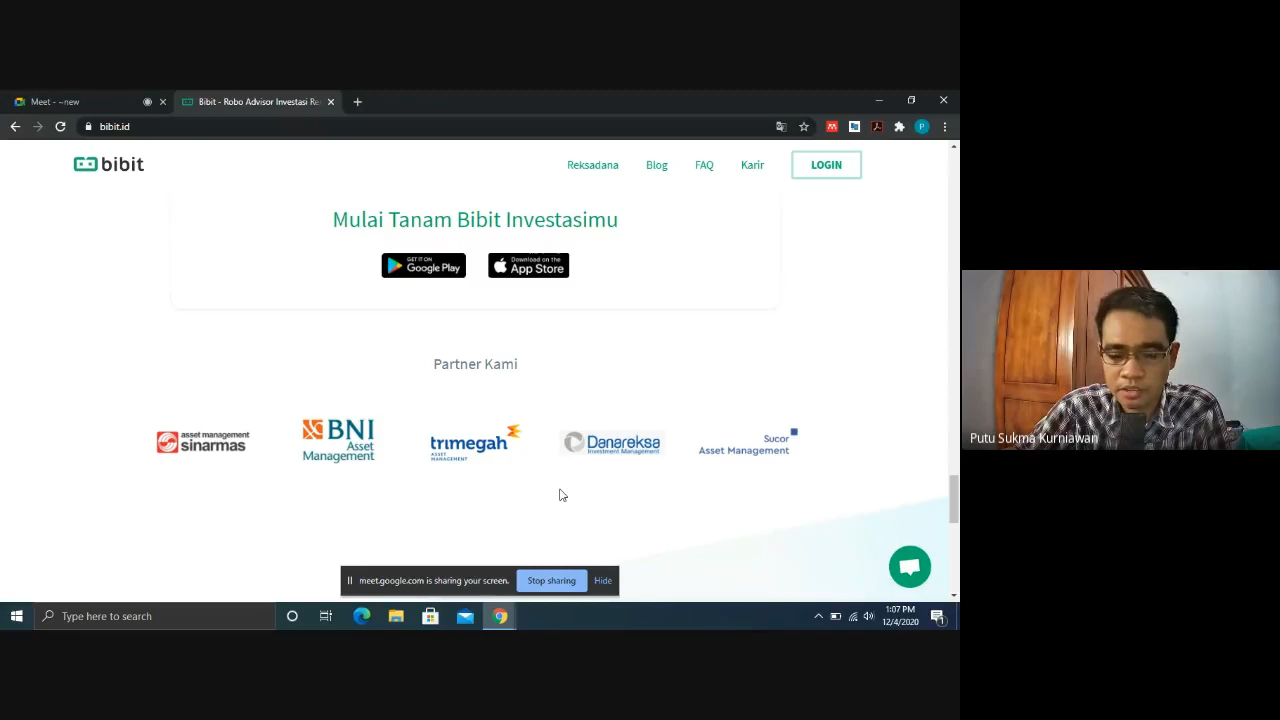 Meet - ~new
Bibit - Robo Advisor Investasi Re
bibit.id
bibit
Reksadana
Blog
FAQ
Karir
LOGIN
Mulai Tanam Bibit Investasimu
GET IT ON
Google Play
Download on the
App Store
Partner Kami
asset management
sinarmas
BNI
Asset
Management
trimegah
ASSET
MANAGEMENT
Danareksa
Investment Management
Sucor
Asset Management
Putu Sukma Kurniawan
meet.google.com is sharing your screen.
Stop sharing
Hide
Type here to search
1:07 PM
12/4/2020
P
1